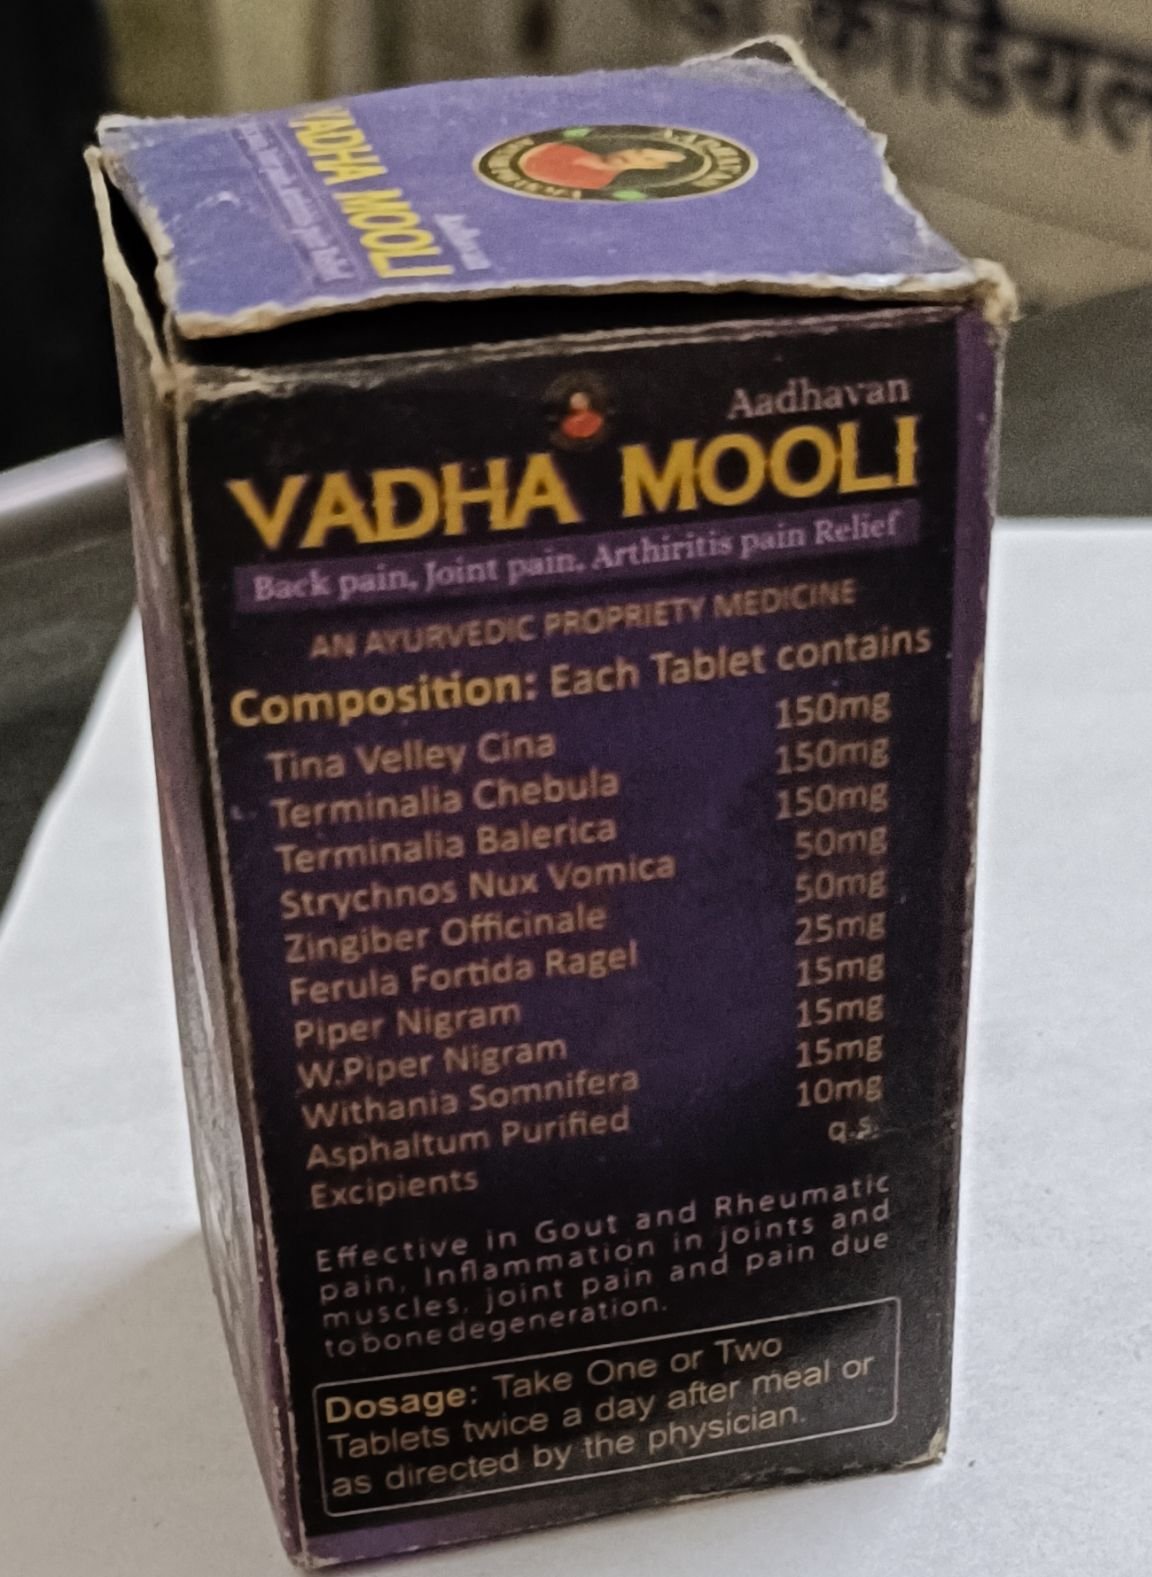 कार्डियल
VADHA MOOLI
Aadhavan
Aadhavan
VADHA MOOLI
Back pain, Joint pain, Arthiritis pain Relief
AN AYURVEDIC PROPRIETY MEDICINE
Composition: Each Tablet contains
Tina Velley Cina 150mg
Terminalia Chebula 150mg
Terminalia Balerica 150mg
Strychnos Nux Vomica 50mg
Zingiber Officinale 50mg
Ferula Fortida Ragel 25mg
Piper Nigram 15mg
W.Piper Nigram 15mg
Withania Somnifera 15mg
Asphaltum Purified 10mg
Excipients q.s.
Effective in Gout and Rheumatic
pain, Inflammation in joints and
muscles, joint pain and pain due
to bone degeneration.
Dosage: Take One or Two
Tablets twice a day after meal or
as directed by the physician.